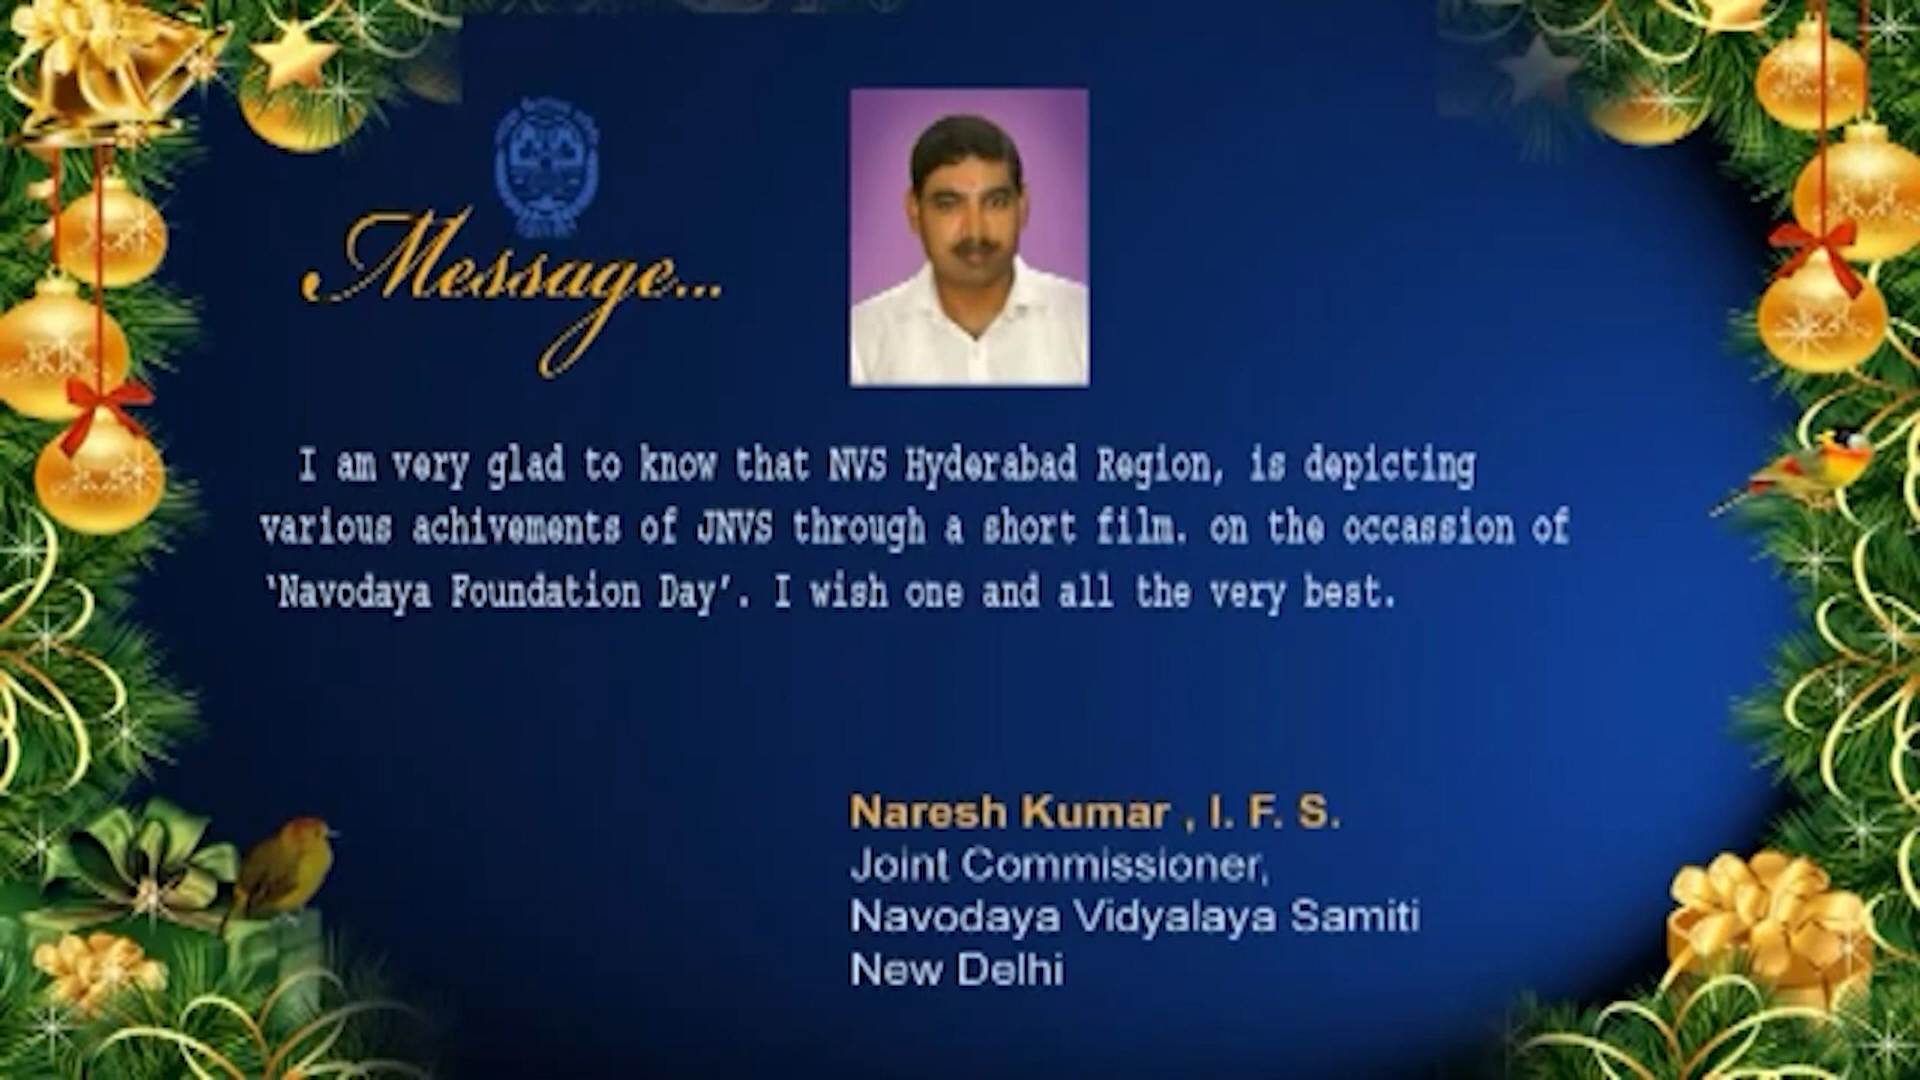 Message...
I am very glad to know that NVS Hyderabad Region, is depicting
various achivements of JNVS through a short film. on the occassion of
‘Navodaya Foundation Day’. I wish one and all the very best.
Naresh Kumar , I. F. S.
Joint Commissioner,
Navodaya Vidyalaya Samiti
New Delhi